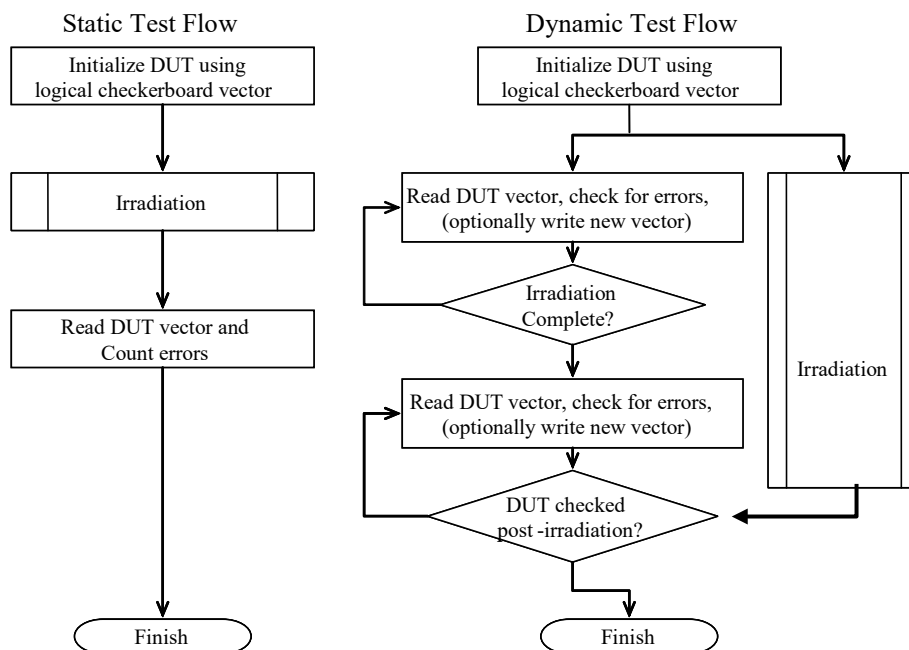 Static Test Flow
Initialize DUT using
logical checkerboard vector
Irradiation
Read DUT vector and
Count errors
Finish
Dynamic Test Flow
Initialize DUT using
logical checkerboard vector
Read DUT vector, check for errors,
(optionally write new vector)
Irradiation
Complete?
Read DUT vector, check for errors,
(optionally write new vector)
DUT checked
post -irradiation?
Irradiation
Finish